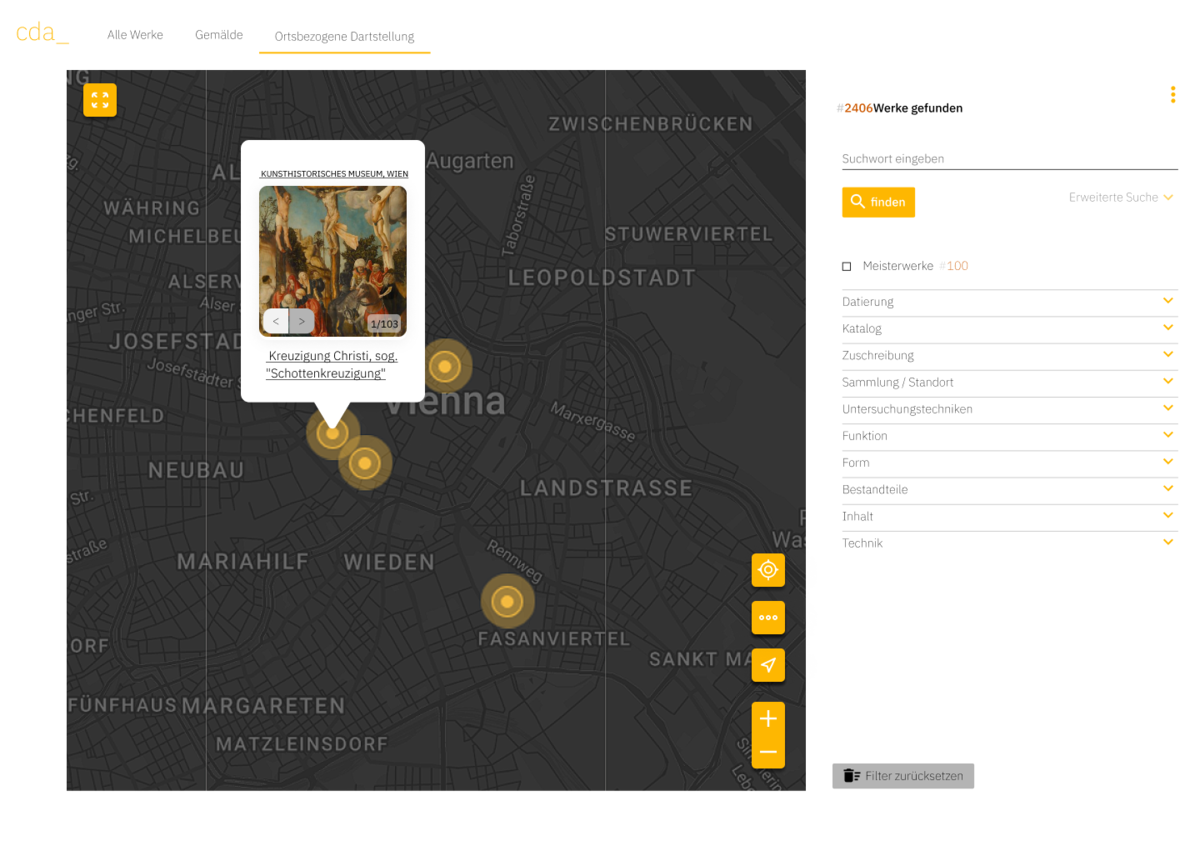 cda_
Alle Werke
Gemälde
Ortsbezogene Dartstellung
NG
ZWISCHENBRÜCKEN
Augarten
AL
KUNSTHISTORISCHES MUSEUM, WIEN
Taborstraße
WÄHRING
MICHELBEU
STUWERVIERTEL
ALSERV
LEOPOLDSTADT
Alser
nger Str.
< >
1/103
JOSEFSTADT
Josefstädter S
Kreuzigung Christi, sog.
"Schottenkreuzigung"
Vienna
CHENFELD
Marxergasse
NEUBAU
LANDSTRASSE
Str.
straße
Wa
MARIAHILF
WIEDEN
Rennweg
FASANVIERTEL
ORF
SANKT MA
FÜNFHAUS
MARGARETEN
MATZLEINSDORF
#2406Werke gefunden
Suchwort eingeben
finden
Erweiterte Suche
Meisterwerke #100
Datierung
Katalog
Zuschreibung
Sammlung / Standort
Untersuchungstechniken
Funktion
Form
Bestandteile
Inhalt
Technik
Filter zurücksetzen